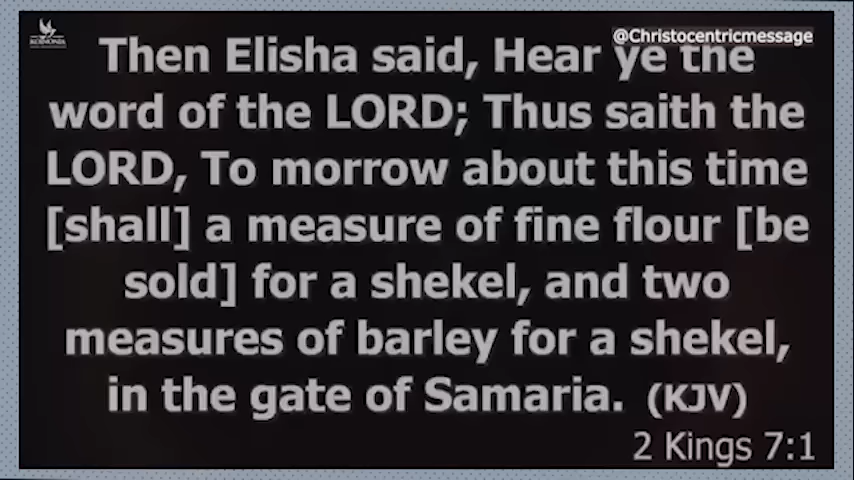 KOINONIA
@Christocentricmessage
Then Elisha said, Hear ye the
word of the LORD; Thus saith the
LORD, To morrow about this time
[shall] a measure of fine flour [be
sold] for a shekel, and two
measures of barley for a shekel,
in the gate of Samaria. (KJV)
2 Kings 7:1